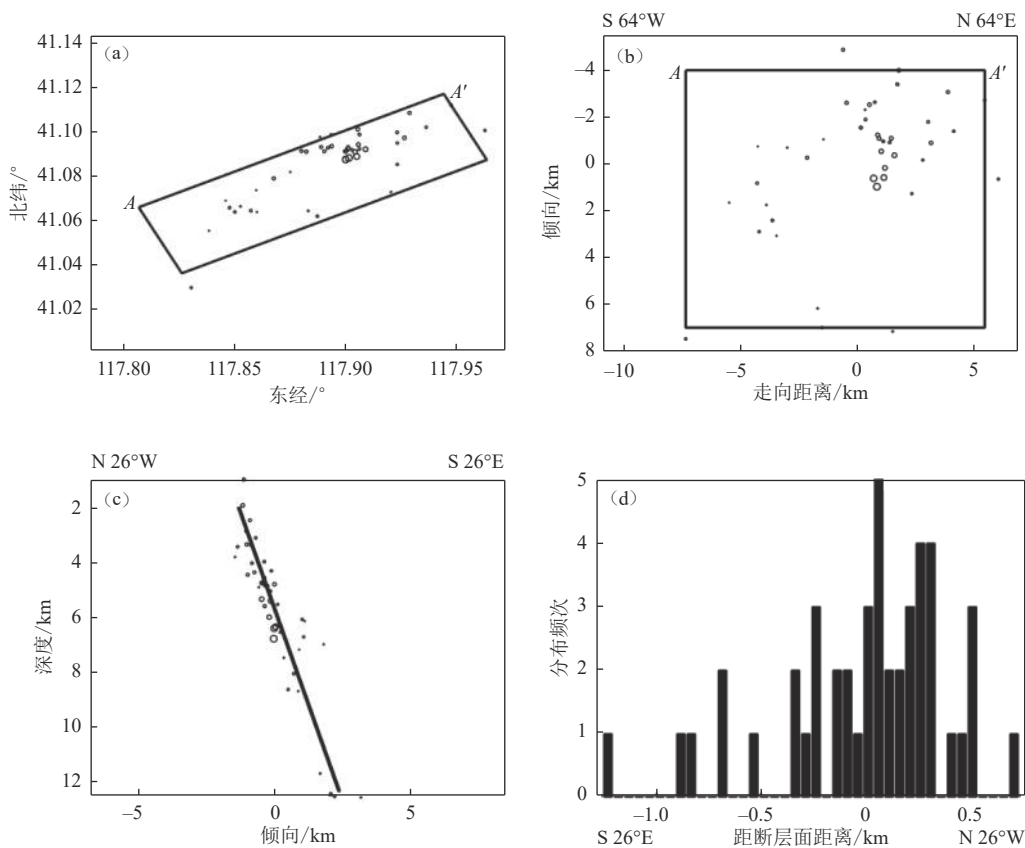 (a)
41.14
41.12
41.10
41.08
41.06
41.04
41.02
北纬/°
A
A′
117.80 117.85 117.90 117.95
东经/°
S 64°W N 64°E
(b)
–4
–2
0
2
4
6
8
倾向/km
A
A′
–10 –5 0 5
走向距离/km
N 26°W S 26°E
(c)
2
4
6
8
10
12
深度/km
–5 0 5
倾向/km
(d)
5
4
3
2
1
0
分布频次
–1.0 –0.5 0 0.5
S 26°E 距断层面距离/km N 26°W